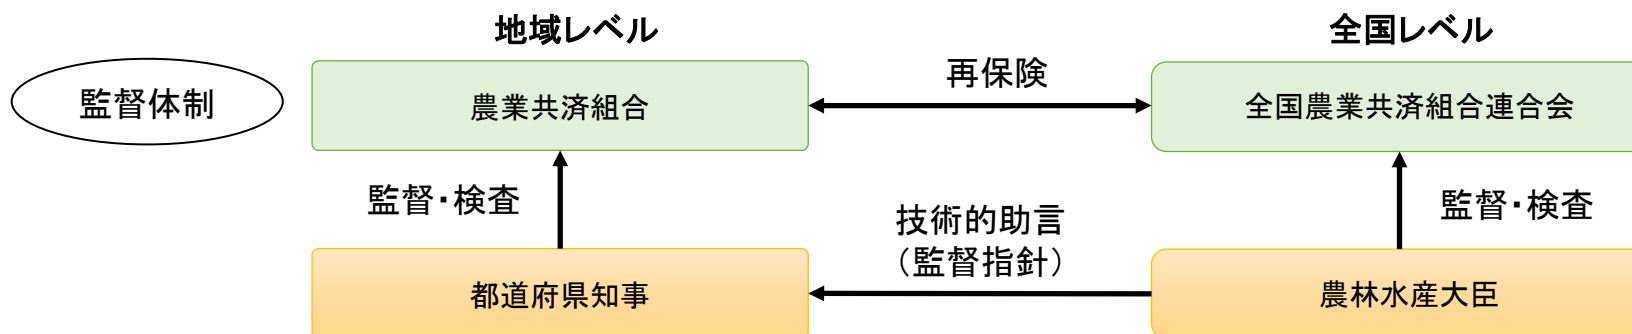 地域レベル
全国レベル
監督体制
農業共済組合
再保険
全国農業共済組合連合会
監督・検査
技術的助言
（監督指針）
監督・検査
都道府県知事
農林水産大臣